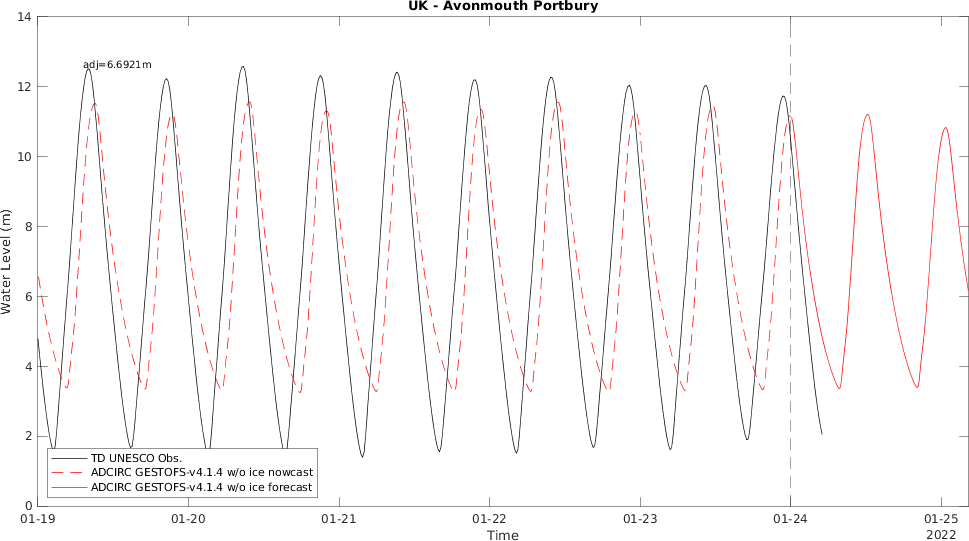 UK - Avonmouth Portbury
adj=6.6921m
14
12
10
8
6
4
2
0
Water Level (m)
TD UNESCO Obs.
ADCIRC GESTOFS-v4.1.4 w/o ice nowcast
ADCIRC GESTOFS-v4.1.4 w/o ice forecast
01-19 01-20 01-21 01-22 01-23 01-24 01-25
Time
2022